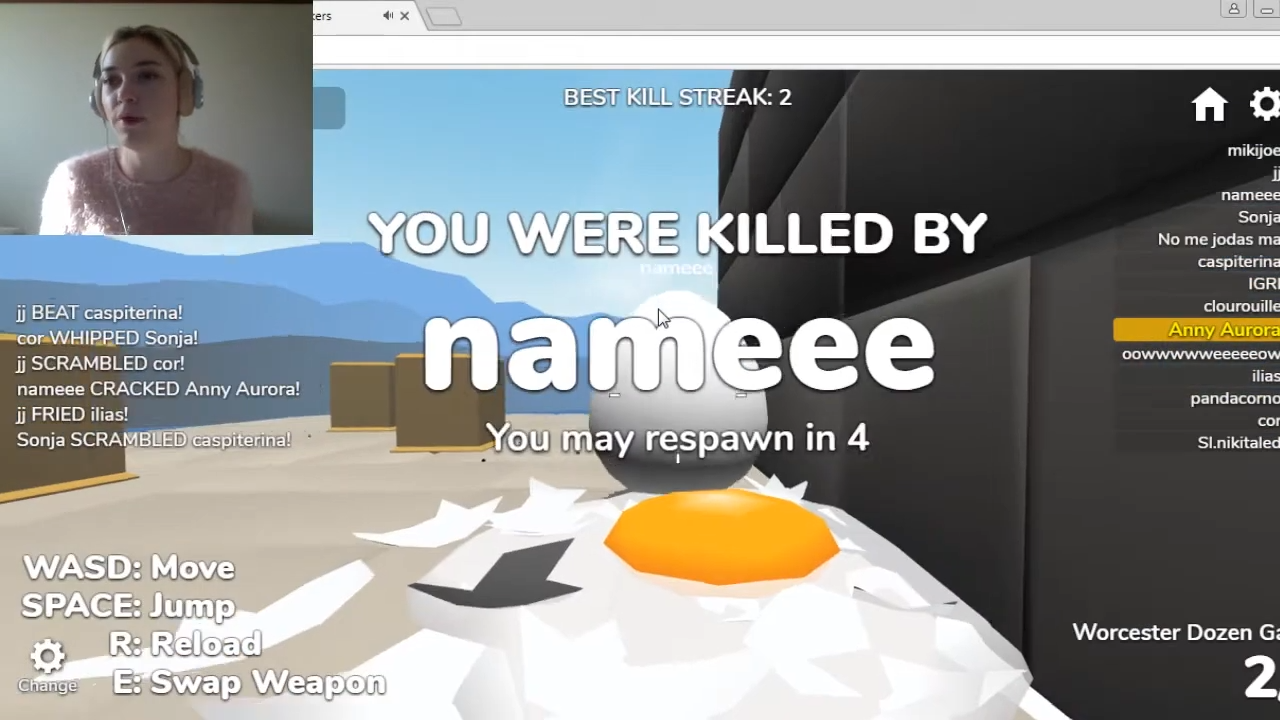 ters
BEST KILL STREAK: 2
mikijoe
jj
nameee
Sonja
No me jodas ma
caspiterina
IGRI
clourouille
Anny Aurora
oowwwwweeeeeow
ilias
pandacorno
cor
Sl.nikitaled
YOU WERE KILLED BY
nameee
nameee
You may respawn in 4
jj BEAT caspiterina!
cor WHIPPED Sonja!
jj SCRAMBLED cor!
nameee CRACKED Anny Aurora!
jj FRIED ilias!
Sonja SCRAMBLED caspiterina!
WASD: Move
SPACE: Jump
R: Reload
E: Swap Weapon
Change
Worcester Dozen Ga
2/